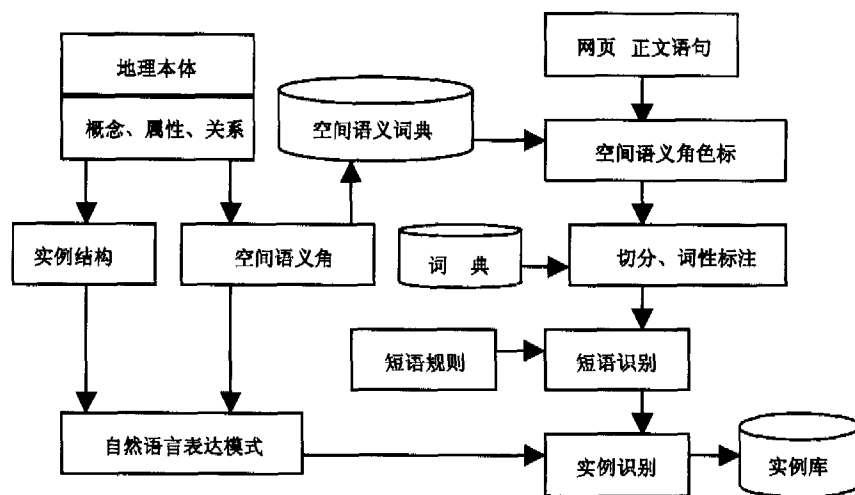 网页 正文语句
地理本体
概念、属性、关系
空间语义词典
空间语义角色标
实例结构
空间语义角
词 典
切分、词性标注
短语规则
短语识别
自然语言表达模式
实例识别
实例库